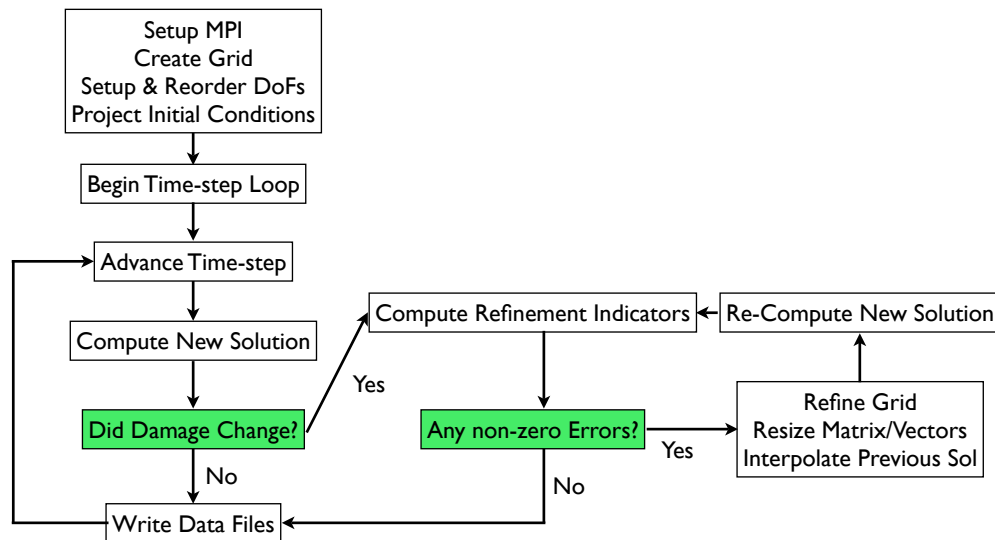 Setup MPI
Create Grid
Setup & Reorder DoFs
Project Initial Conditions
Begin Time-step Loop
Advance Time-step
Compute New Solution
Did Damage Change?
Yes
No
Write Data Files
Compute Refinement Indicators
Any non-zero Errors?
Yes
No
Refine Grid
Resize Matrix/Vectors
Interpolate Previous Sol
Re-Compute New Solution